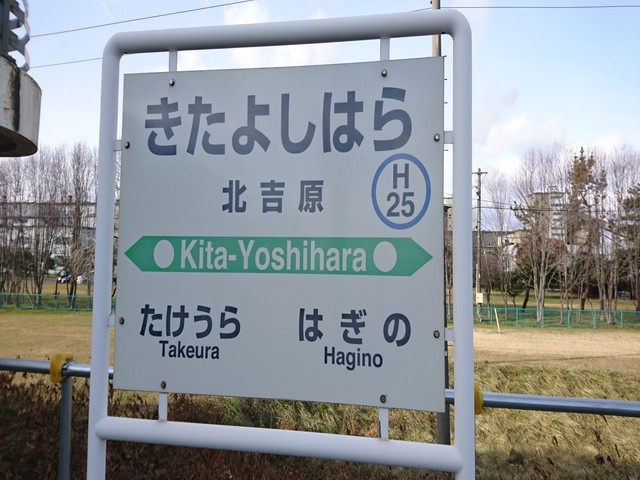 きたよしはら
北吉原
H
25
Kita-Yoshihara
たけうら
Takeura
はぎの
Hagino